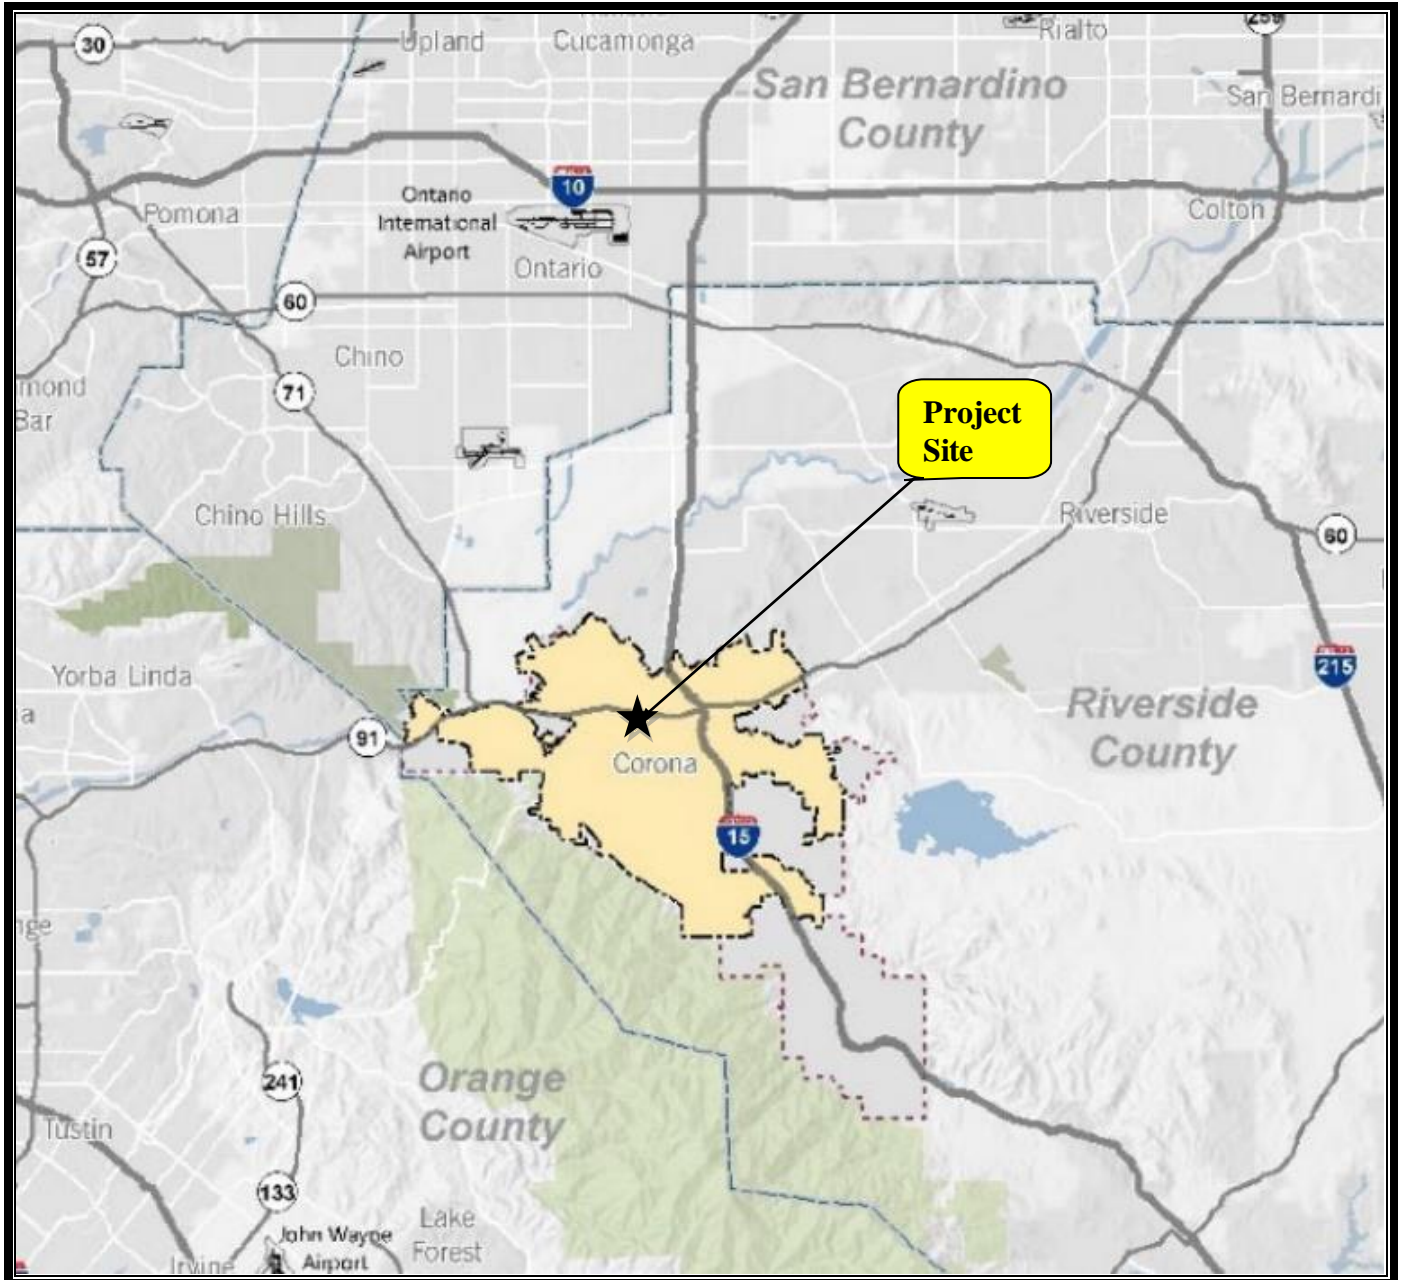 30
Upland
Cucamonga
Rialto
259
San Bernardino
County
San Bernardi
10
Ontario
International
Airport
Pomona
Colton
57
Ontario
60
Chino
71
mond
Bar
Project
Site
Chino Hills
Riverside
60
Yorba Linda
215
Riverside
County
a
91
Corona
15
nge
Orange
County
241
Tustin
133
Lake
Forest
John Wayne
Airport
Irvine